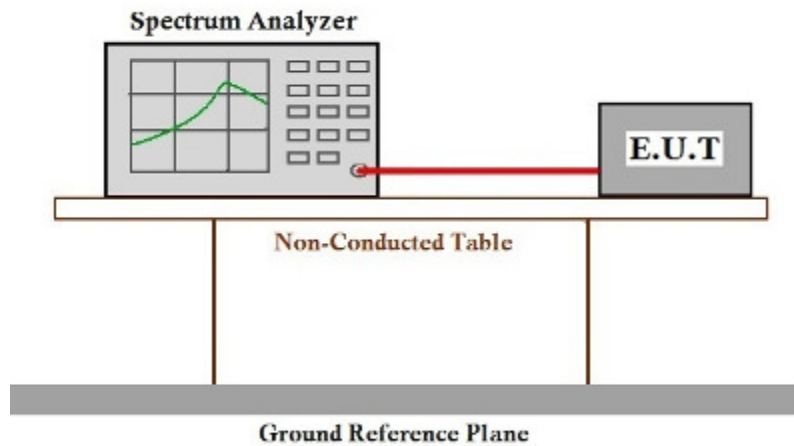 Spectrum Analyzer
E.U.T
Non-Conducted Table
Ground Reference Plane